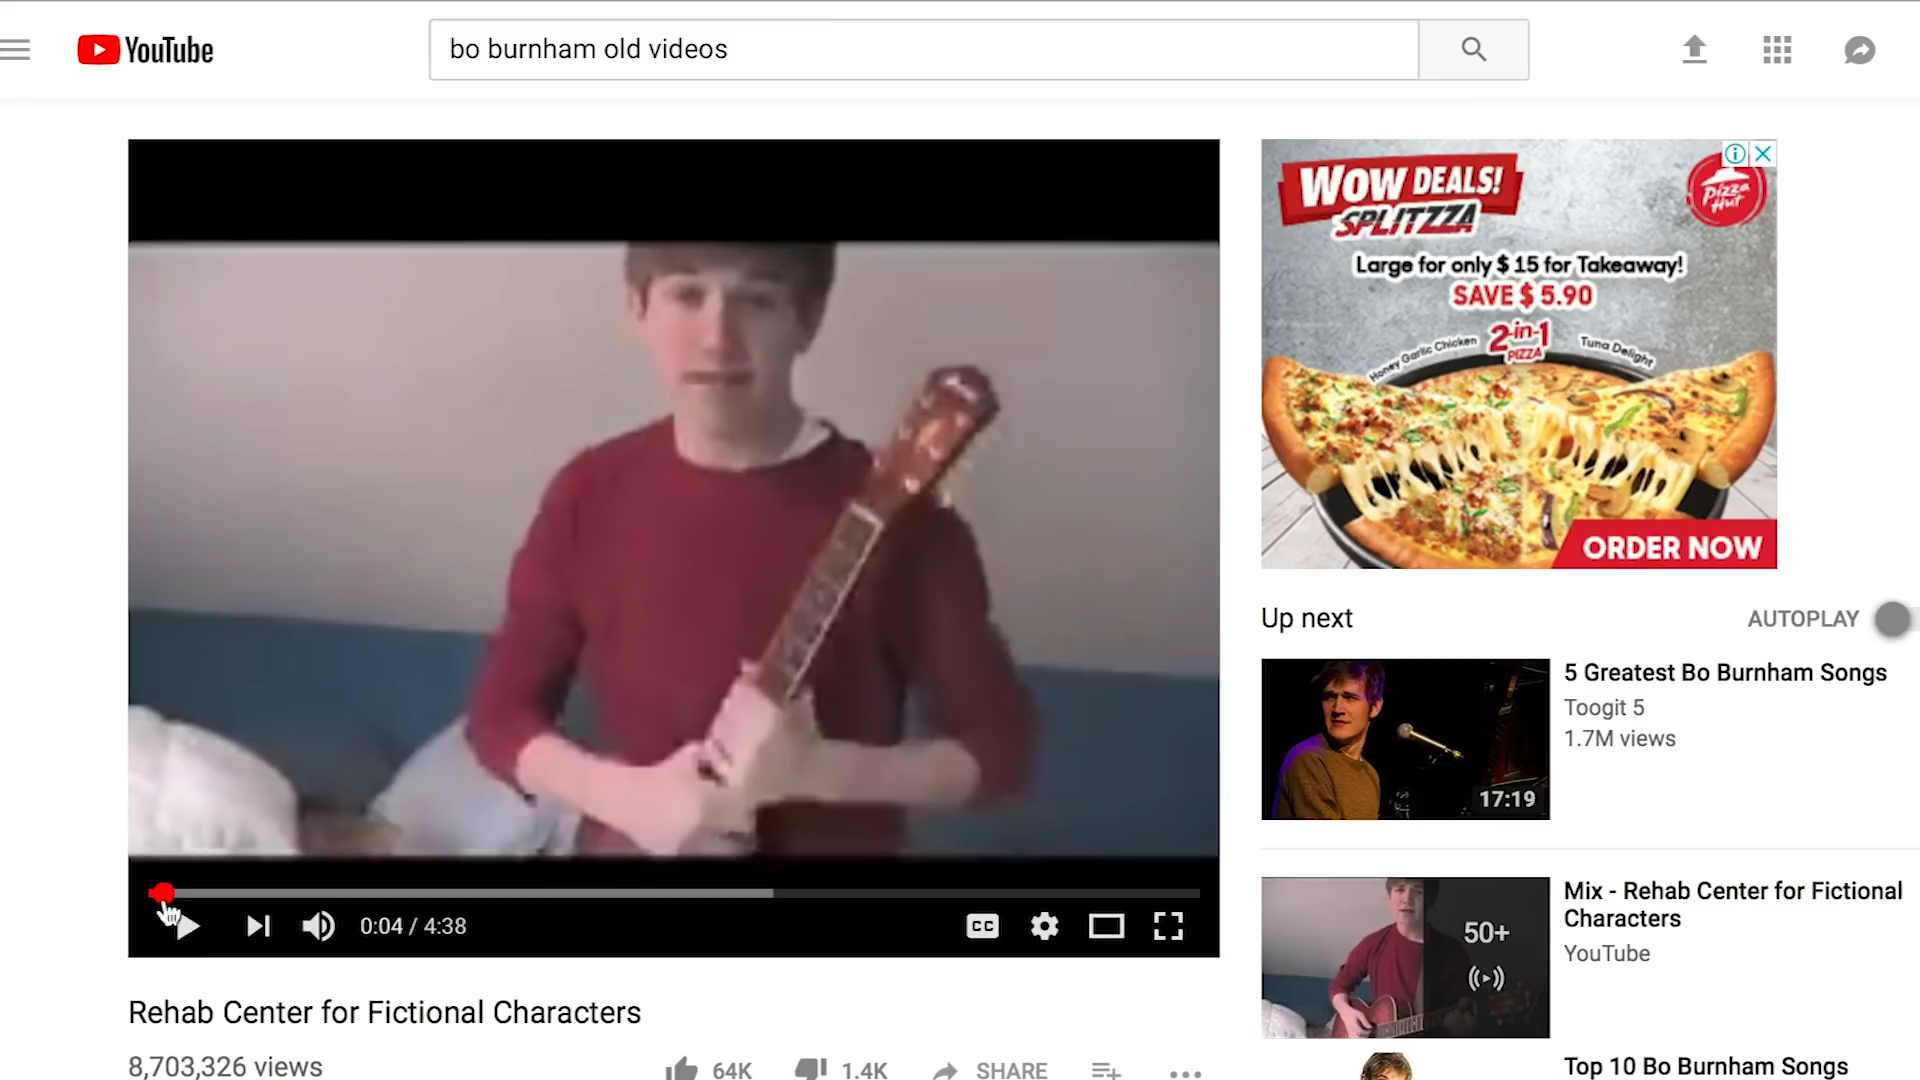 YouTube
bo burnham old videos
WOW DEALS!
SPLITZZA
Pizza
Hut
Large for only $ 15 for Takeaway!
SAVE $ 5.90
Honey Garlic Chicken
2-in-1
PIZZA
Tuna Delight
ORDER NOW
Up next
AUTOPLAY
5 Greatest Bo Burnham Songs
Toogit 5
1.7M views
17:19
Mix - Rehab Center for Fictional
Characters
YouTube
50+
0:04 / 4:38
CC
Rehab Center for Fictional Characters
8,703,326 views
64K
1.4K
SHARE
Top 10 Bo Burnham Songs